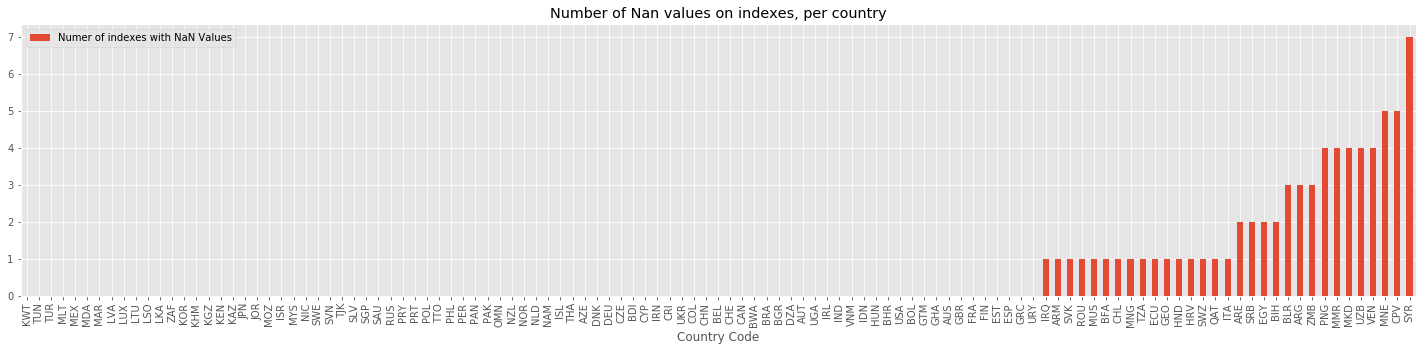 Number of Nan values on indexes, per country
Numer of indexes with NaN Values
7
6
5
4
3
2
1
0
KWT TUN TUR MLT MEX MDA MAR LVA LUX LTU LSO LKA ZAF KOR KHM KGZ KEN KAZ JPN JOR MOZ ISR MYS NIC SWE SVN TJK SLV SGP SAU RUS PRY PRT POL TTO PHL PER PAN PAK OMN NZL NOR NLD NAM ISL THA AZE DNK DEU CZE BDI CYP IRN CRI UKR COL CHN BEL CHE CAN BWA BRA BGR DZA AUT UGA IRL IND VNM IDN HUN BHR USA BOL GTM GHA AUS GBR FRA FIN EST ESP GRC URY IRQ ARM SVK ROU MUS BFA CHL MNG TZA ECU GEO HND HRV SWZ QAT ITA ARE SRB EGY BIH BLR ARG ZMB PNG MMR MKD UZB VEN MNE CPV SYR
Country Code